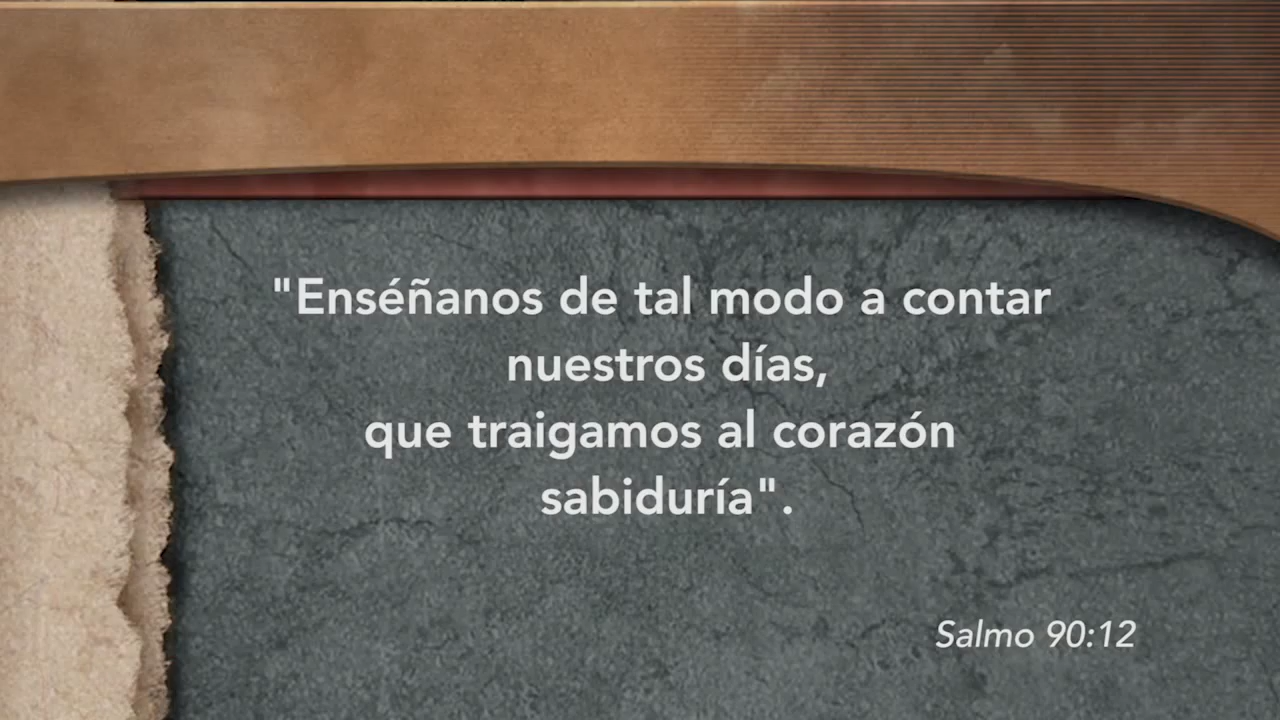 "Enséñanos de tal modo a contar
nuestros días,
que traigamos al corazón
sabiduría".
Salmo 90:12